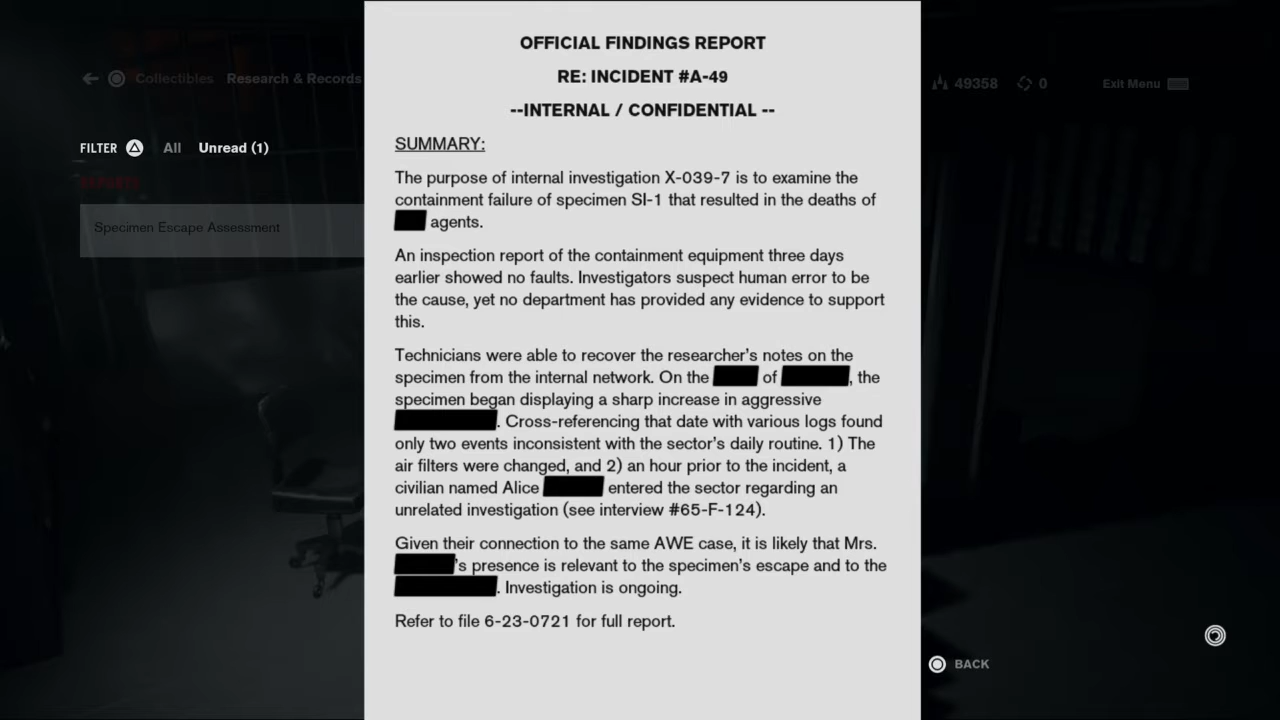 OFFICIAL FINDINGS REPORT
RE: INCIDENT #A-49
--INTERNAL / CONFIDENTIAL --
Collectibles Research & Records
49358 0 Exit Menu
FILTER All Unread (1)
REPORTS
Specimen Escape Assessment
SUMMARY:
The purpose of internal investigation X-039-7 is to examine the
containment failure of specimen SI-1 that resulted in the deaths of
agents.
An inspection report of the containment equipment three days
earlier showed no faults. Investigators suspect human error to be
the cause, yet no department has provided any evidence to support
this.
Technicians were able to recover the researcher's notes on the
specimen from the internal network. On the of , the
specimen began displaying a sharp increase in aggressive
. Cross-referencing that date with various logs found
only two events inconsistent with the sector's daily routine. 1) The
air filters were changed, and 2) an hour prior to the incident, a
civilian named Alice entered the sector regarding an
unrelated investigation (see interview #65-F-124).
Given their connection to the same AWE case, it is likely that Mrs.
's presence is relevant to the specimen's escape and to the
. Investigation is ongoing.
Refer to file 6-23-0721 for full report.
BACK